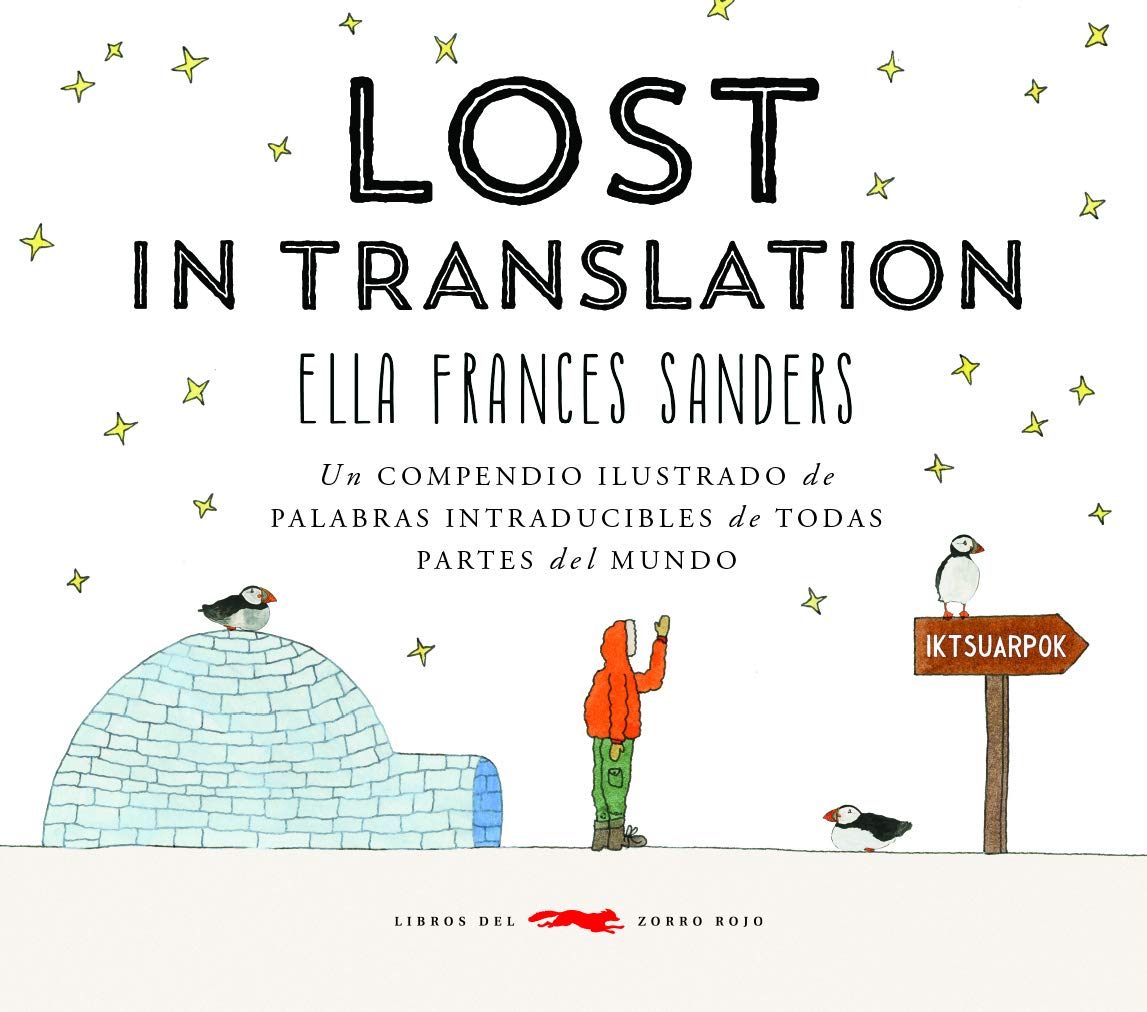 LOST
IN TRANSLATION
ELLA FRANCES SANDERS
Un COMPENDIO ILUSTRADO de
PALABRAS INTRADUCIBLES de TODAS
PARTES del MUNDO
IKTSUARPOK
LIBROS DEL ZORRO ROJO